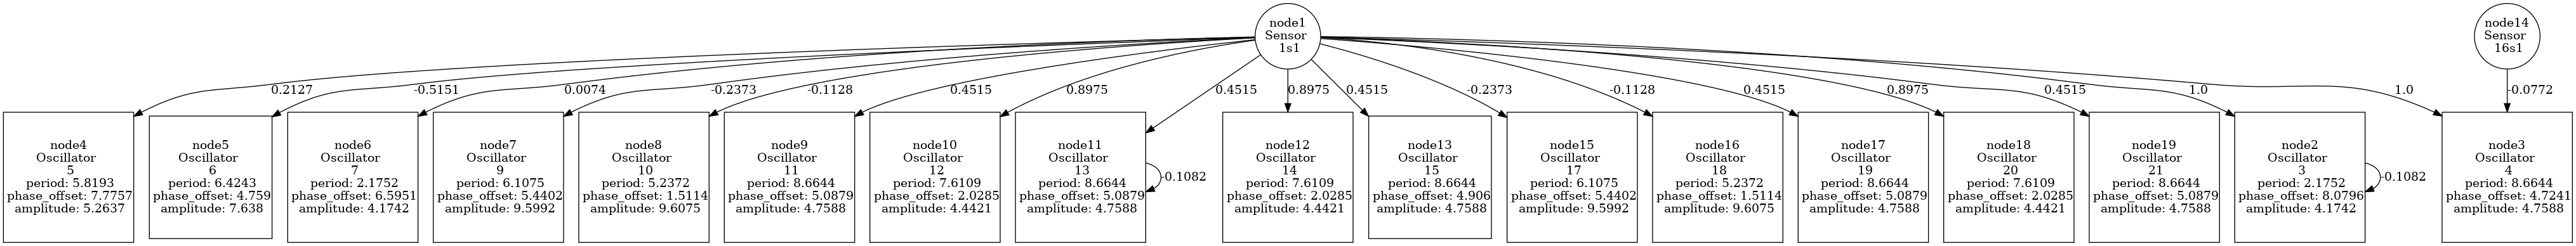 node1
Sensor
1s1
node14
Sensor
16s1
0.2127
-0.5151
0.0074
-0.2373
-0.1128
0.4515
0.8975
0.4515
0.8975
0.4515
-0.2373
-0.1128
0.4515
0.8975
0.4515
1.0
1.0
-0.0772
node4
Oscillator
5
period: 5.8193
phase_offset: 7.7757
amplitude: 5.2637
node5
Oscillator
6
period: 6.4243
phase_offset: 4.759
amplitude: 7.638
node6
Oscillator
7
period: 2.1752
phase_offset: 6.5951
amplitude: 4.1742
node7
Oscillator
9
period: 6.1075
phase_offset: 5.4402
amplitude: 9.5992
node8
Oscillator
10
period: 5.2372
phase_offset: 1.5114
amplitude: 9.6075
node9
Oscillator
11
period: 8.6644
phase_offset: 5.0879
amplitude: 4.7588
node10
Oscillator
12
period: 7.6109
phase_offset: 2.0285
amplitude: 4.4421
node11
Oscillator
13
period: 8.6644
phase_offset: 5.0879
amplitude: 4.7588
-0.1082
node12
Oscillator
14
period: 7.6109
phase_offset: 2.0285
amplitude: 4.4421
node13
Oscillator
15
period: 8.6644
phase_offset: 4.906
amplitude: 4.7588
node15
Oscillator
17
period: 6.1075
phase_offset: 5.4402
amplitude: 9.5992
node16
Oscillator
18
period: 5.2372
phase_offset: 1.5114
amplitude: 9.6075
node17
Oscillator
19
period: 8.6644
phase_offset: 5.0879
amplitude: 4.7588
node18
Oscillator
20
period: 7.6109
phase_offset: 2.0285
amplitude: 4.4421
node19
Oscillator
21
period: 8.6644
phase_offset: 5.0879
amplitude: 4.7588
node2
Oscillator
3
period: 2.1752
phase_offset: 8.0796
amplitude: 4.1742
-0.1082
node3
Oscillator
4
period: 8.6644
phase_offset: 4.7241
amplitude: 4.7588